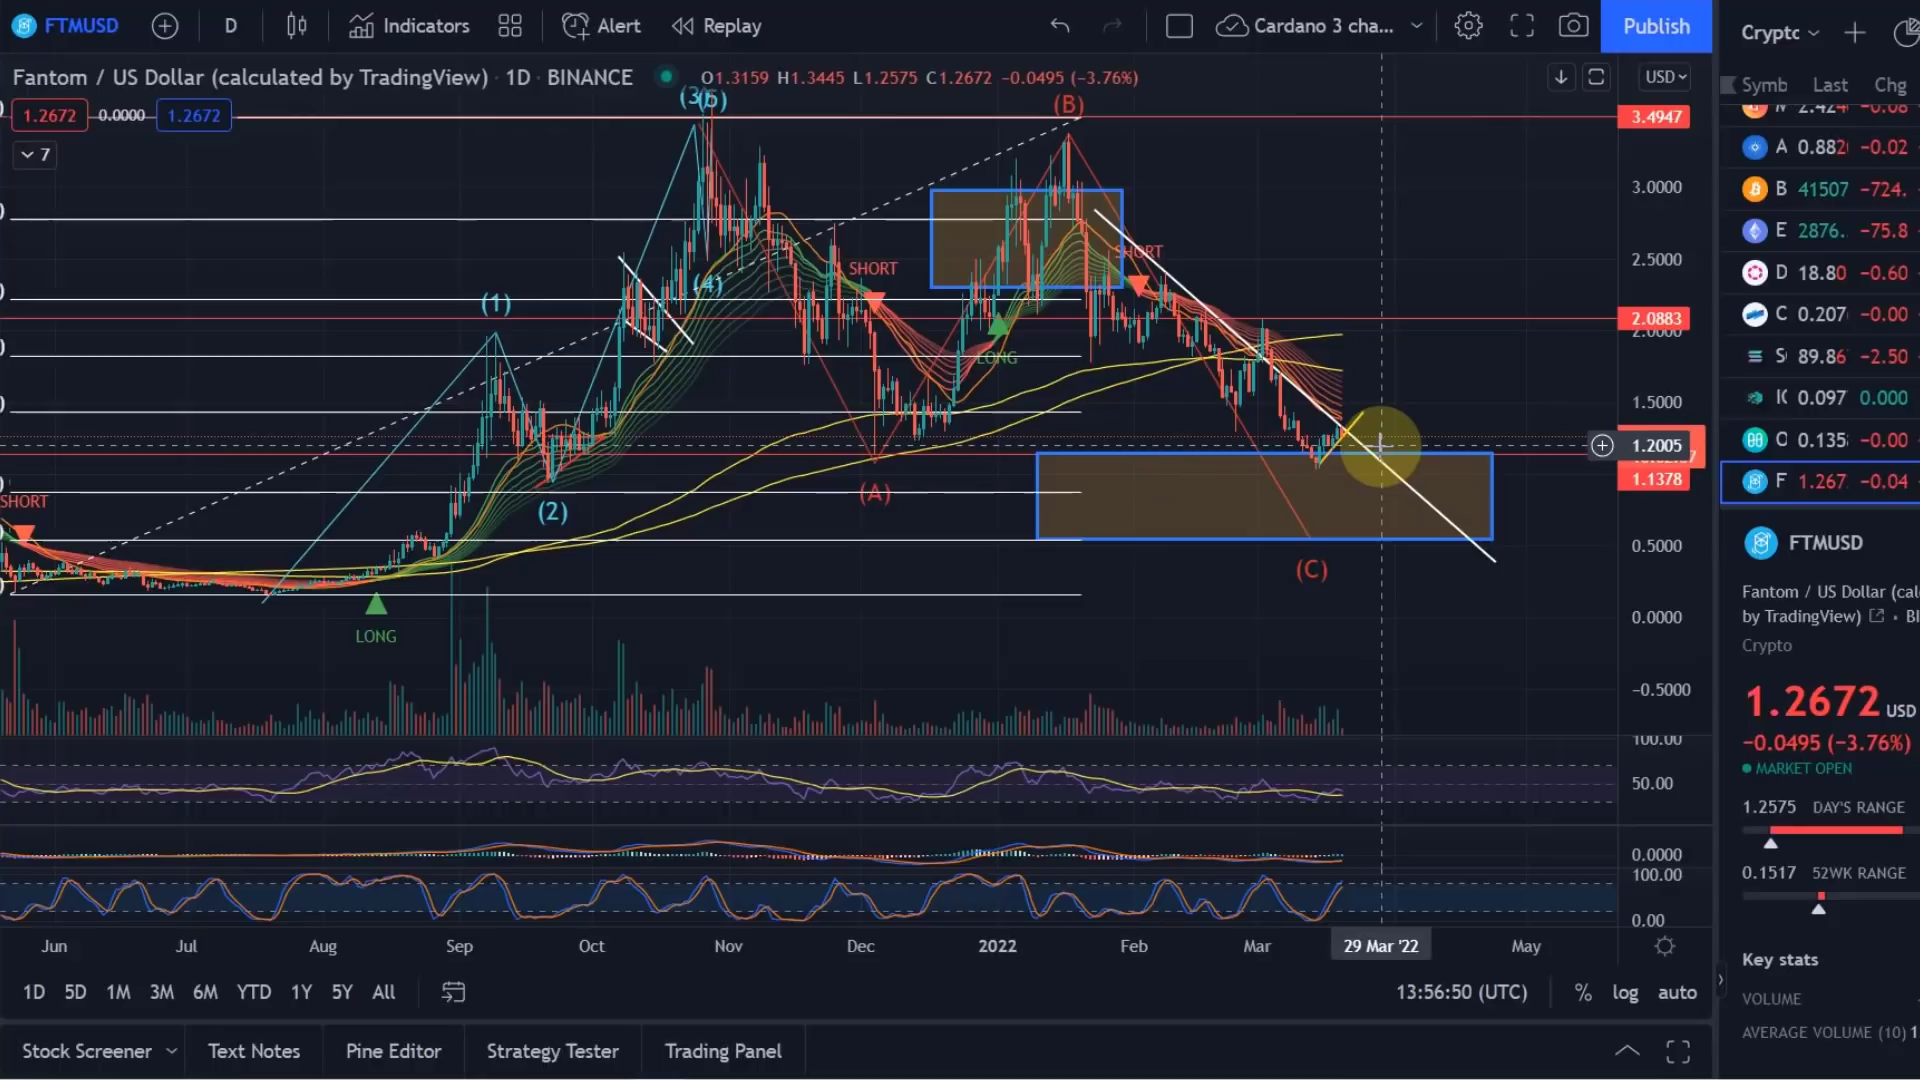 FTMUSD D Indicators Alert Replay Cardano 3 cha... Publish
Fantom / US Dollar (calculated by TradingView) · 1D · BINANCE O1.3159 H1.3445 L1.2575 C1.2672 −0.0495 (−3.76%) USD
1.2672 0.0000 1.2672
7
(3) (5)
(B)
SHORT
SHORT
(4)
(1)
LONG
(A)
(2)
SHORT
(C)
LONG
3.4947
3.0000
2.5000
2.0883
2.0000
1.5000
1.2005
1.1378
0.5000
0.0000
−0.5000
100.00
50.00
0.0000
100.00
0.00
Jun Jul Aug Sep Oct Nov Dec 2022 Feb Mar 29 Mar '22 May
1D 5D 1M 3M 6M YTD 1Y 5Y All 13:56:50 (UTC) % log auto
Stock Screener Text Notes Pine Editor Strategy Tester Trading Panel
Crypto
Symb Last Chg
A 0.882 −0.02
B 41507 −724.
E 2876. −75.8
D 18.80 −0.60
C 0.207 −0.00
S 89.86 −2.50
0.097 0.000
O 0.135 −0.00
F 1.267 −0.04
FTMUSD
Fantom / US Dollar (cal
by TradingView) · BI
Crypto
1.2672 USD
−0.0495 (−3.76%)
MARKET OPEN
1.2575 DAY'S RANGE
0.1517 52WK RANGE
Key stats
VOLUME
AVERAGE VOLUME (10) 1